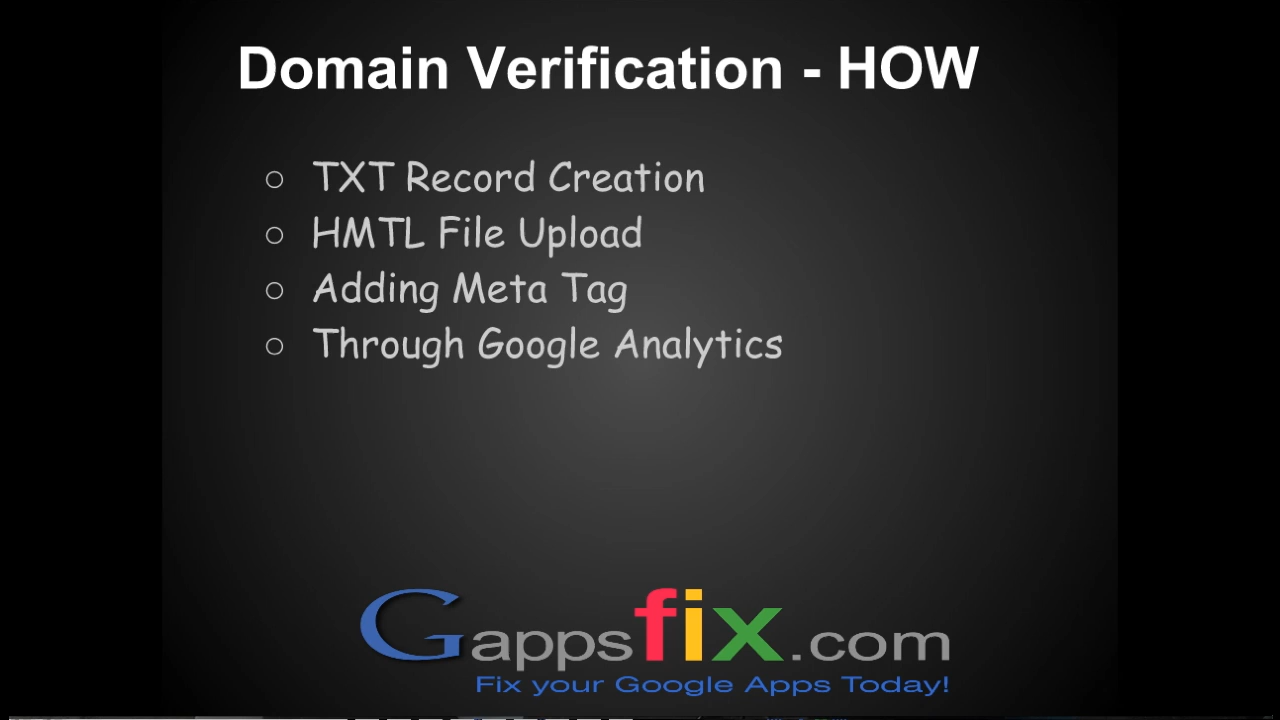 Domain Verification - HOW
○ TXT Record Creation
○ HMTL File Upload
○ Adding Meta Tag
○ Through Google Analytics
Gappsfix.com
Fix your Google Apps Today!